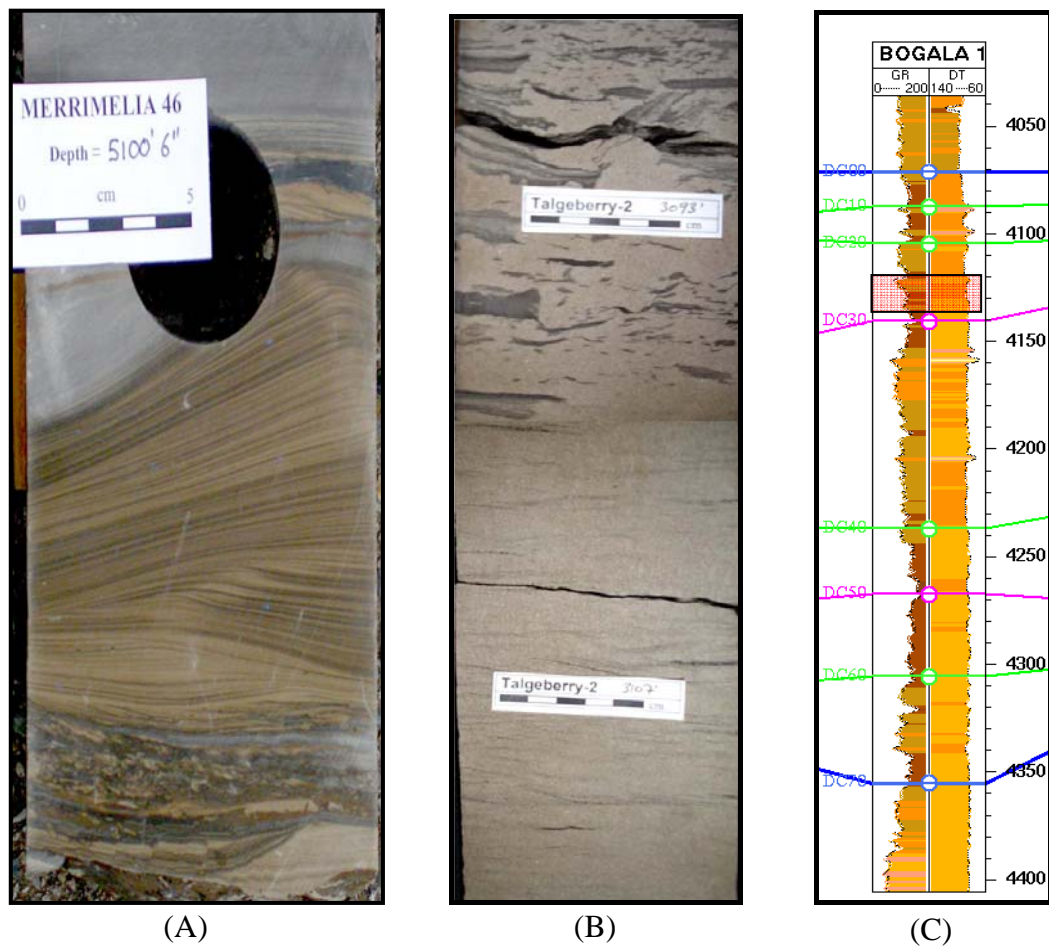 MERRIMELIA 46
Depth = 5100' 6"
0 cm 5
Talgeberry-2 3093'
cm
Talgeberry-2 3107'
cm
BOGALA 1
GR DT
0 200 140 60
4050
DC00
DC10
4100
DC20
DC30
4150
4200
DC40
4250
DC50
4300
DC60
4350
DC70
4400
(A) (B) (C)